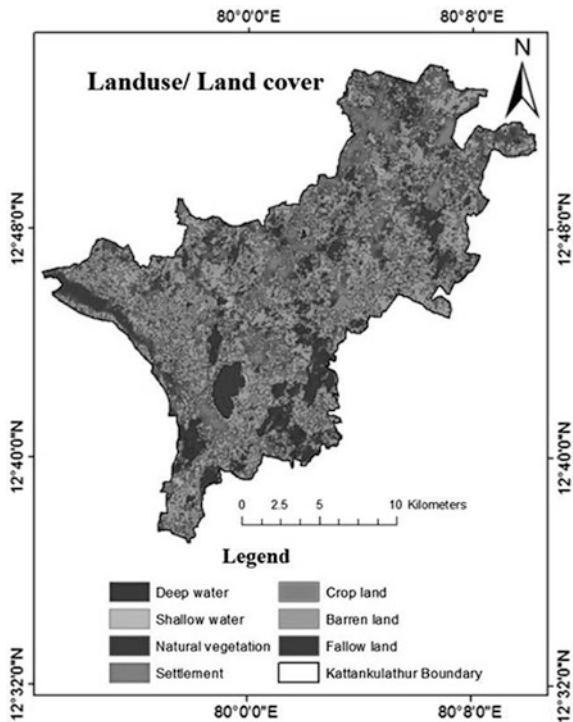 80°0'0"E 80°8'0"E
N
Landuse/ Land cover
12°48'0"N 12°48'0"N
12°40'0"N 12°40'0"N
0 2.5 5 10 Kilometers
Legend
Deep water Crop land
Shallow water Barren land
Natural vegetation Fallow land
Settlement Kattankulathur Boundary
12°32'0"N 12°32'0"N
80°0'0"E 80°8'0"E